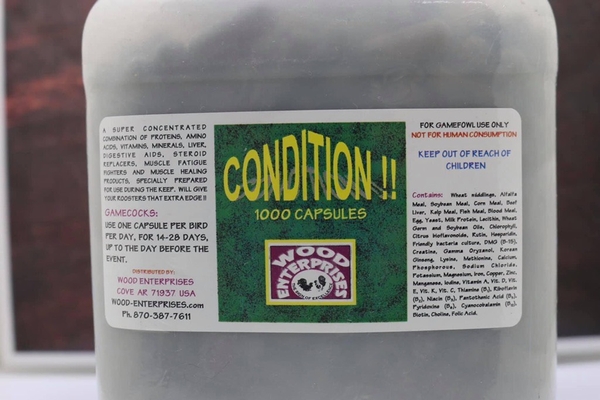 A SUPER CONCENTRATED
COMBINATION OF PROTEINS, AMINO
ACIDS, VITAMINS, MINERALS, LIVER,
DIGESTIVE AIDS, STEROID
REPLACERS, MUSCLE FATIGUE
FIGHTERS AND MUSCLE HEALING
PRODUCTS, SPECIALLY PREPARED
FOR USE DURING THE KEEP. WILL GIVE
YOUR ROOSTERS THAT EXTRA EDGE!!
GAMECOCKS:
USE ONE CAPSULE PER BIRD
PER DAY, FOR 14-28 DAYS,
UP TO THE DAY BEFORE THE
EVENT.
DISTRIBUTED BY:
WOOD ENTERPRISES
COVE AR 71937 USA
WOOD-ENTERPRISES.com
Ph. 870-387-7611
CONDITION !!
1000 CAPSULES
WOOD
ENTERPRISES
FOR GAMEFOWL USE ONLY
NOT FOR HUMAN CONSUMPTION
KEEP OUT OF REACH OF
CHILDREN
Contains: Wheat middlings, Alfalfa
Meal, Soybean Meal, Corn Meal, Beef
Liver, Kelp Meal, Fish Meal, Blood Meal,
Egg, Yeast, Milk Protein, Lecithin, Wheat
Germ and Soybean Oils, Chlorophyll,
Citrus Bioflavonoids, Rutin, Hesperidin,
Friendly bacteria culture, DMG (B-15),
Creatine, Gamma Oryzanol, Korean
Ginseng, Lysine, Methionine, Calcium,
Phosphorous, Sodium Chloride,
Potassium, Magnesium, Iron, Copper, Zinc,
Manganese, Iodine, Vitamin A, Vit. D, Vit.
E, Vit. K, Vit. C, Thiamine (B₁), Riboflavin
(B₂), Niacin (B₃), Pantothenic Acid (B₅),
Pyridoxine (B₆), Cyanocobalamin (B₁₂),
Biotin, Choline, Folic Acid.